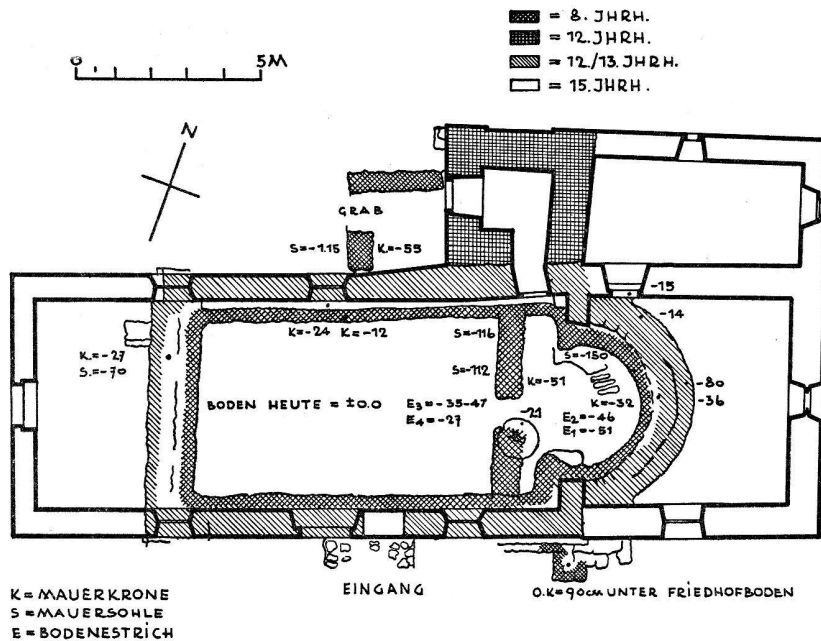 = 8. JHRH.
= 12. JHRH.
= 12./13. JHRH.
= 15. JHRH.
0 5M
N
GRAB
S=-1.15 K=-55
-15
-14
K=-24 K=-12 S=-116
K=-27
S=-70
S=-112
S=-150
K=-51
K=-32
-80
-36
BODEN HEUTE = ±0.0
E3=-35-47
E4=-27
-21
E2=-46
E1=-51
K=MAUERKRONE
S=MAUERSOHLE
E=BODENESTRICH
EINGANG
O.K=90cm UNTER FRIEDHOFBODEN